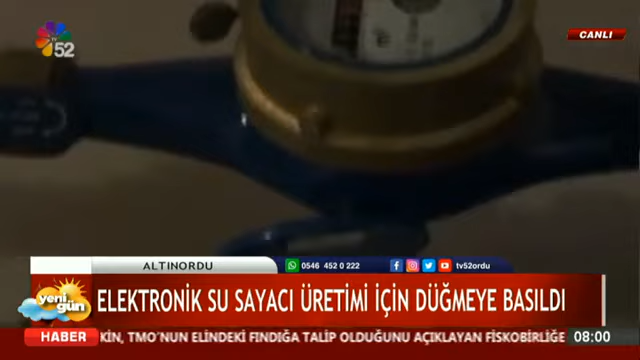 52
CANLI
ALTINORDU
0546 452 0 222
tv52ordu
yeni gün
ELEKTRONİK SU SAYACI ÜRETİMİ İÇİN DÜĞMEYE BASILDI
HABER
KİN, TMO'NUN ELİNDEKİ FINDIĞA TALİP OLDUĞUNU AÇIKLAYAN FİSKOBİRLİĞE
08:00